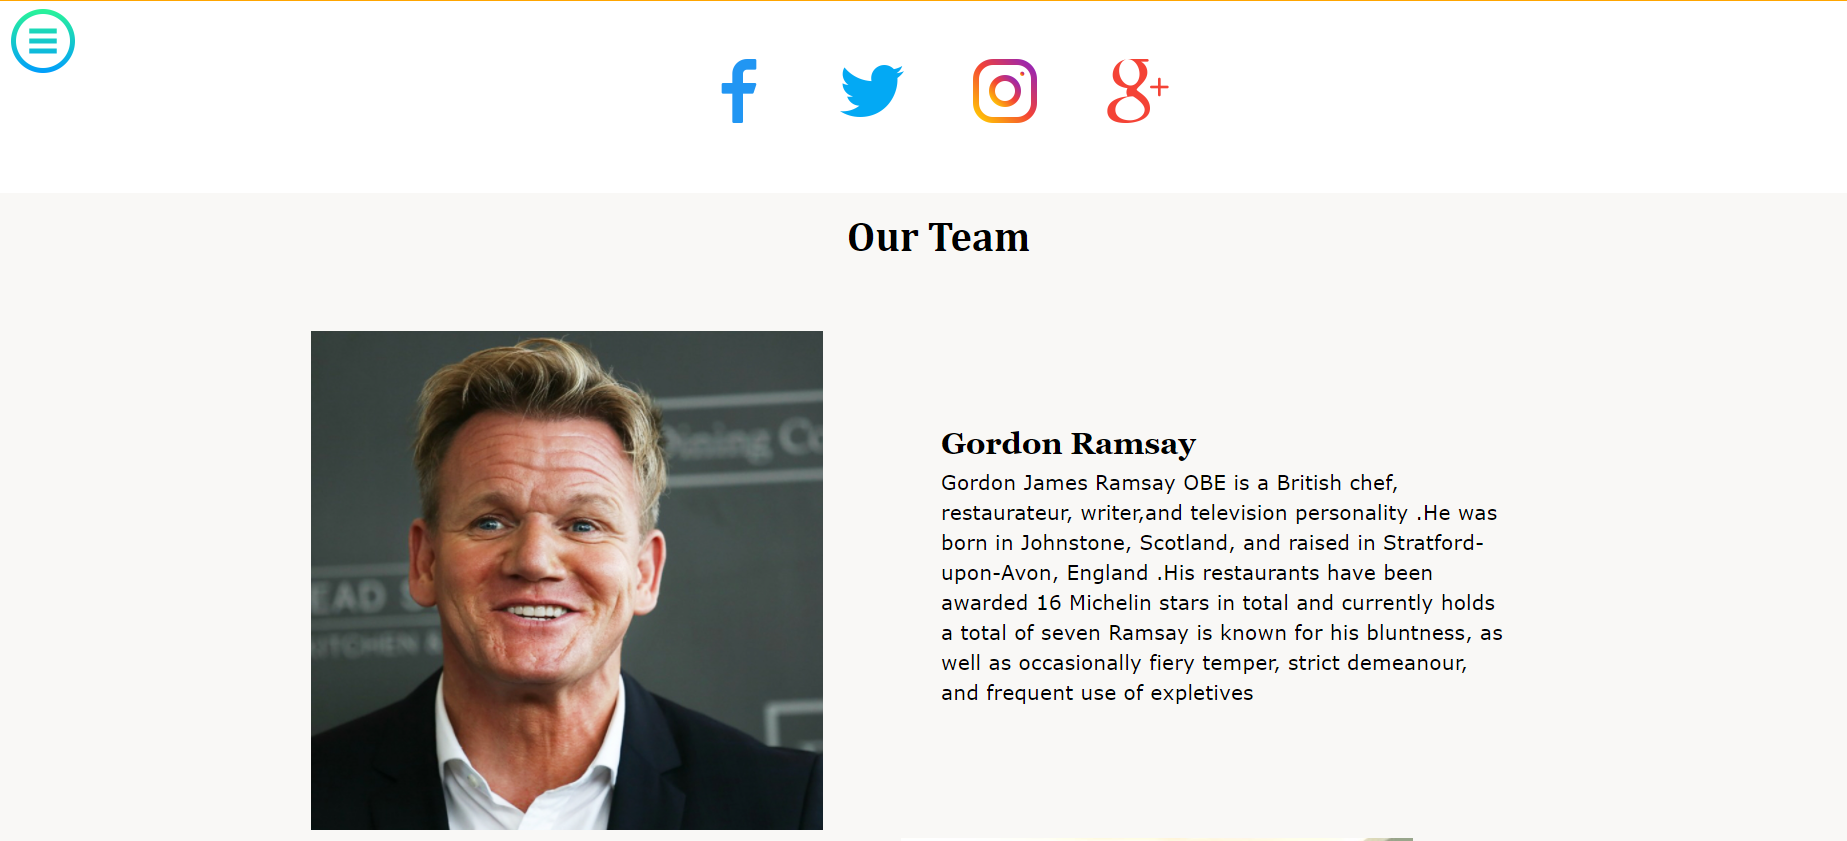 Our Team
Dining Co
EAD S
KITCHEN &
Gordon Ramsay
Gordon James Ramsay OBE is a British chef,
restaurateur, writer,and television personality .He was
born in Johnstone, Scotland, and raised in Stratford-
upon-Avon, England .His restaurants have been
awarded 16 Michelin stars in total and currently holds
a total of seven Ramsay is known for his bluntness, as
well as occasionally fiery temper, strict demeanour,
and frequent use of expletives